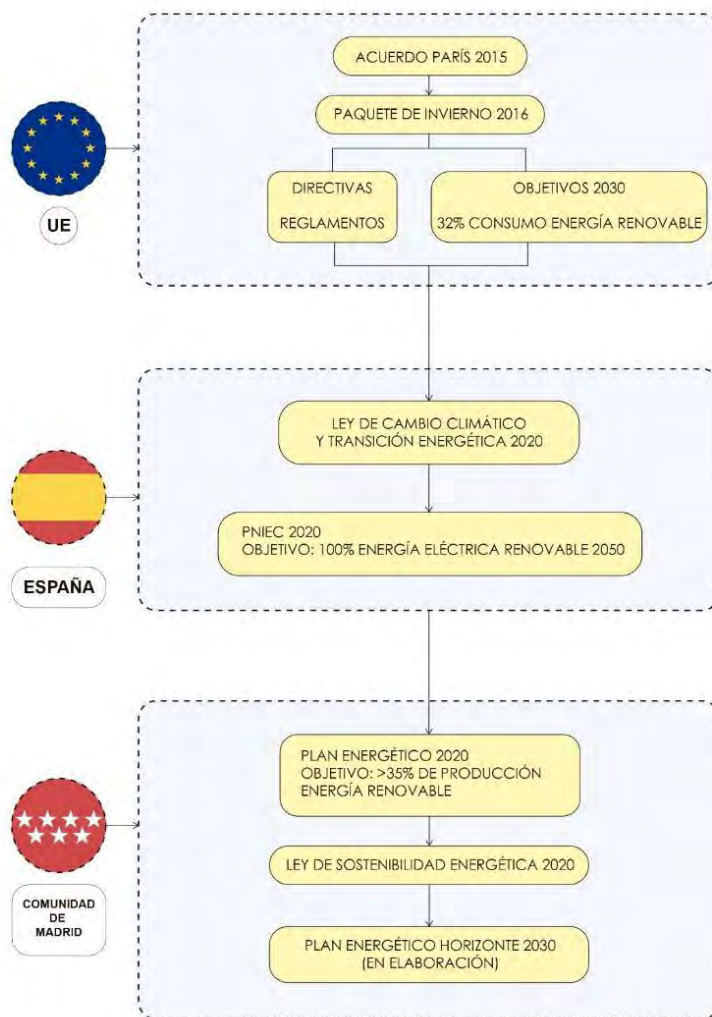 ACUERDO PARÍS 2015
PAQUETE DE INVIERNO 2016
DIRECTIVAS
REGLAMENTOS
OBJETIVOS 2030
32% CONSUMO ENERGÍA RENOVABLE
UE
LEY DE CAMBIO CLIMÁTICO
Y TRANSICIÓN ENERGÉTICA 2020
PNIEC 2020
OBJETIVO: 100% ENERGÍA ELÉCTRICA RENOVABLE 2050
ESPAÑA
PLAN ENERGÉTICO 2020
OBJETIVO: >35% DE PRODUCCIÓN
ENERGÍA RENOVABLE
LEY DE SOSTENIBILIDAD ENERGÉTICA 2020
PLAN ENERGÉTICO HORIZONTE 2030
(EN ELABORACIÓN)
COMUNIDAD
DE
MADRID